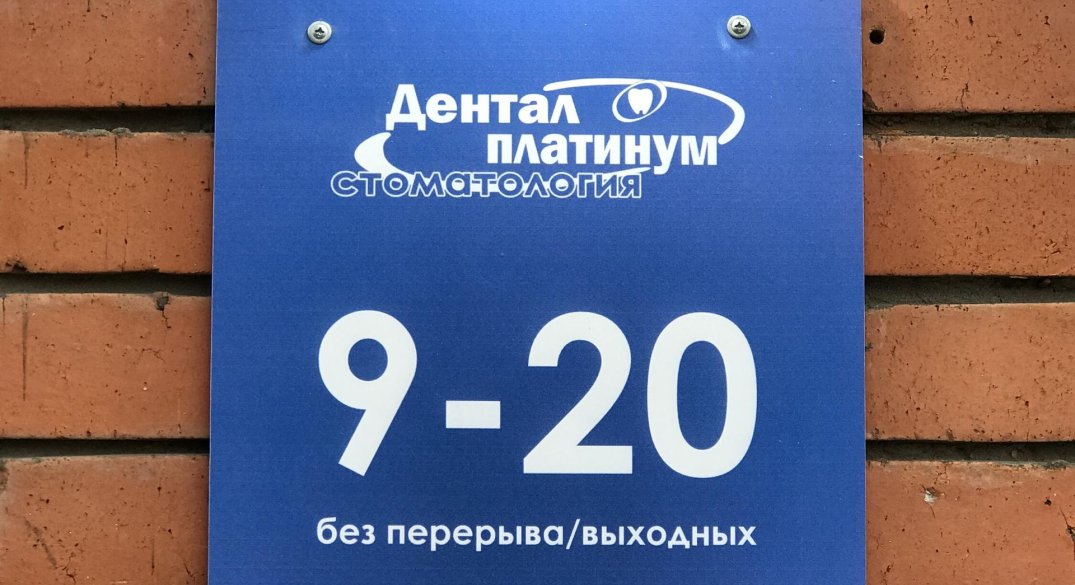 Дентал
платинум
стоматология
9-20
без перерыва/выходных